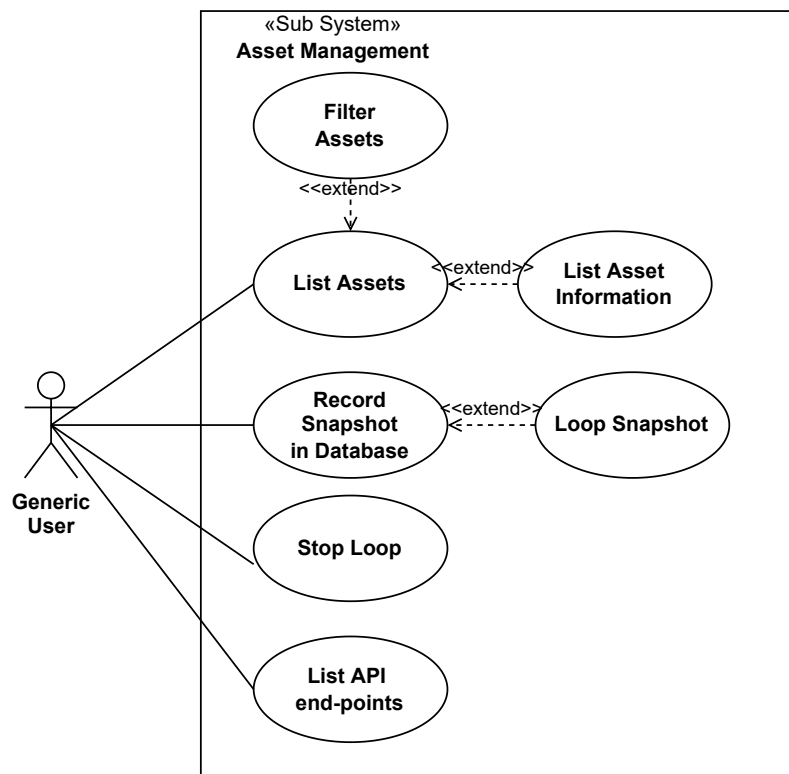 «Sub System»
Asset Management
Filter
Assets
<<extend>>
List Assets
<<extend>>
List Asset
Information
Record
Snapshot
in Database
<<extend>>
Loop Snapshot
Generic
User
Stop Loop
List API
end-points